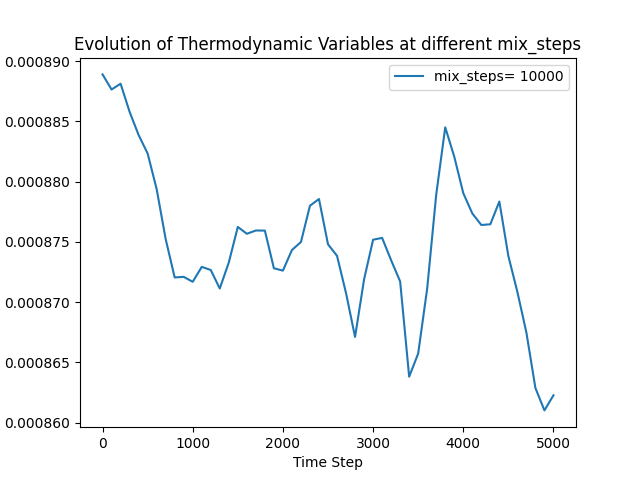 Evolution of Thermodynamic Variables at different mix_steps
mix_steps= 10000
0.000890
0.000885
0.000880
0.000875
0.000870
0.000865
0.000860
0 1000 2000 3000 4000 5000
Time Step